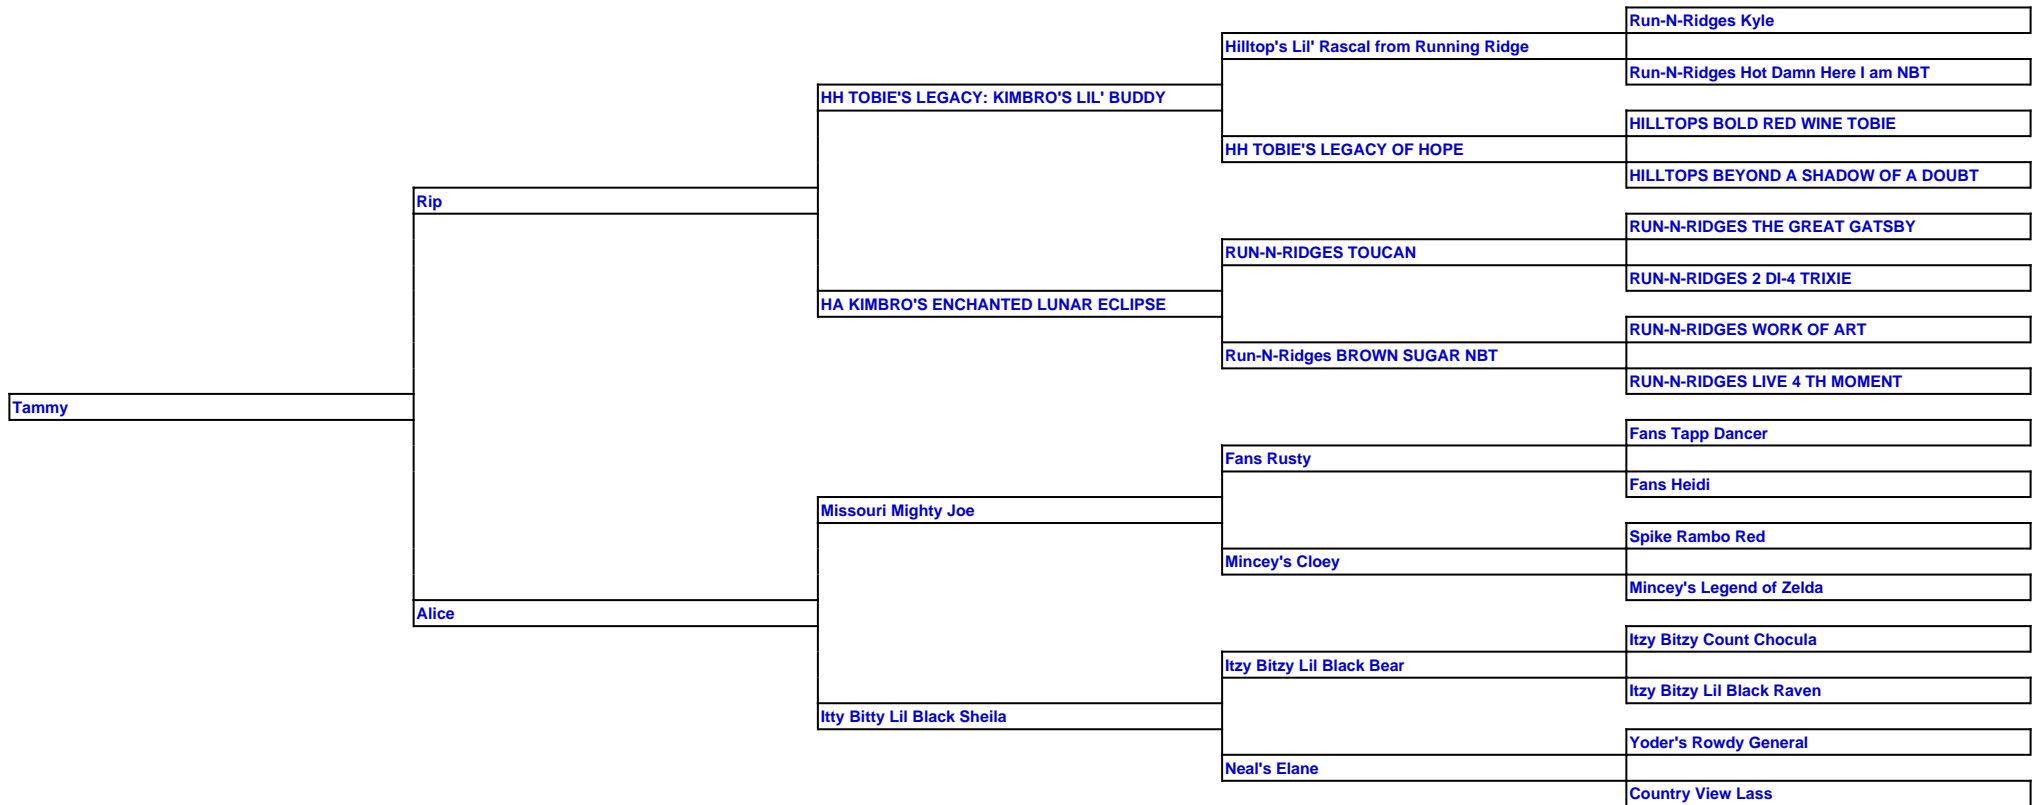 Run-N-Ridges Kyle
Hilltop's Lil' Rascal from Running Ridge
Run-N-Ridges Hot Damn Here I am NBT
HH TOBIE'S LEGACY: KIMBRO'S LIL' BUDDY
HILLTOPS BOLD RED WINE TOBIE
HH TOBIE'S LEGACY OF HOPE
HILLTOPS BEYOND A SHADOW OF A DOUBT
Rip
RUN-N-RIDGES THE GREAT GATSBY
RUN-N-RIDGES TOUCAN
RUN-N-RIDGES 2 DI-4 TRIXIE
HA KIMBRO'S ENCHANTED LUNAR ECLIPSE
RUN-N-RIDGES WORK OF ART
Run-N-Ridges BROWN SUGAR NBT
RUN-N-RIDGES LIVE 4 TH MOMENT
Tammy
Fans Tapp Dancer
Fans Rusty
Fans Heidi
Missouri Mighty Joe
Spike Rambo Red
Mincey's Cloey
Mincey's Legend of Zelda
Alice
Itzy Bitzy Count Chocula
Itzy Bitzy Lil Black Bear
Itzy Bitzy Lil Black Raven
Itty Bitty Lil Black Sheila
Yoder's Rowdy General
Neal's Elane
Country View Lass